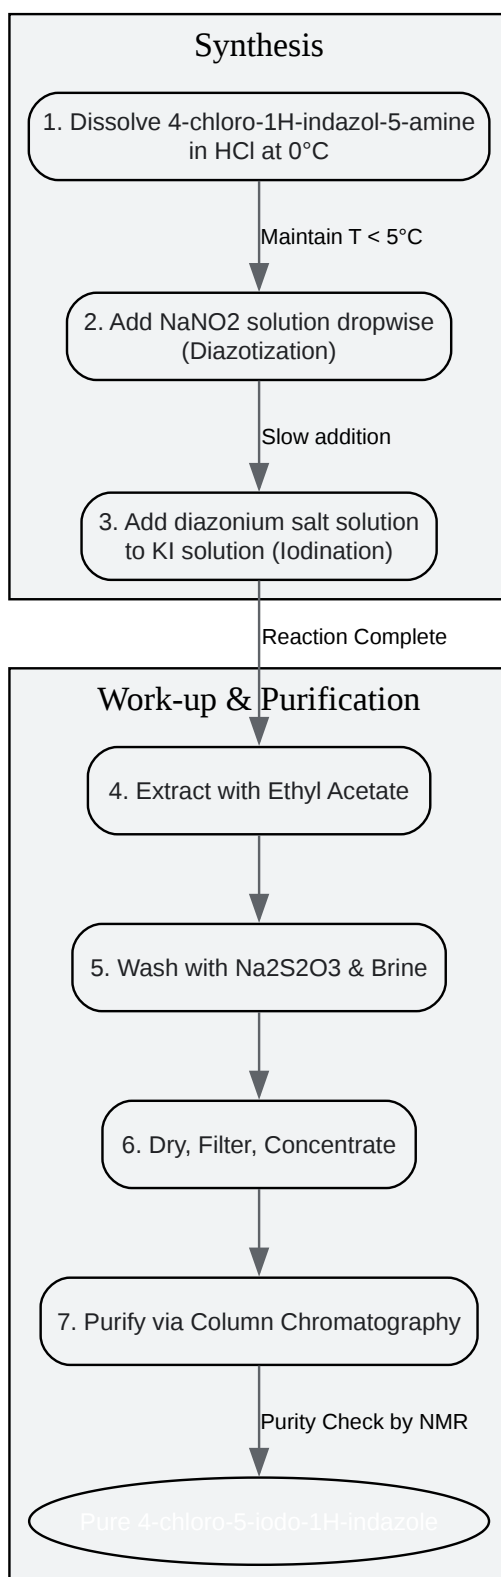 Synthesis
1. Dissolve 4-chloro-1H-indazol-5-amine
in HCl at 0°C
Maintain T < 5°C
2. Add NaNO2 solution dropwise
(Diazotization)
Slow addition
3. Add diazonium salt solution
to KI solution (Iodination)
Reaction Complete
Work-up & Purification
4. Extract with Ethyl Acetate
5. Wash with Na2S2O3 & Brine
6. Dry, Filter, Concentrate
7. Purify via Column Chromatography
Purity Check by NMR
Pure 4-chloro-5-iodo-1H-indazole